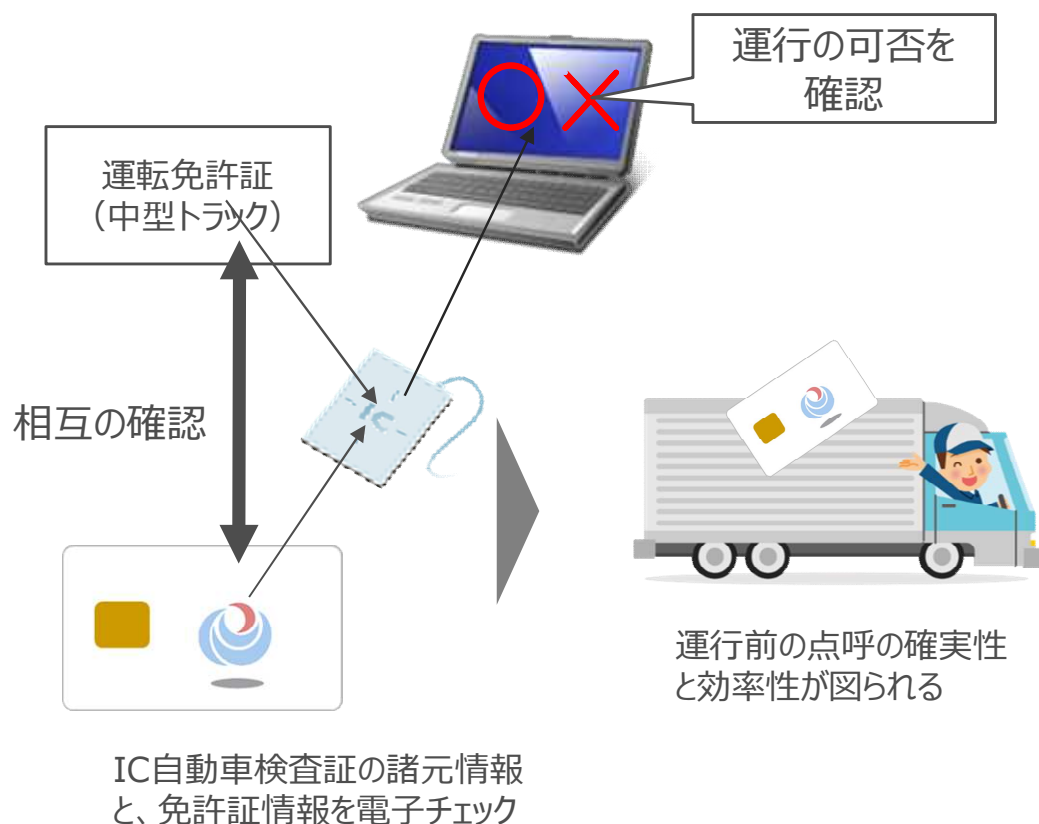 運行の可否を
確認
運転免許証
（中型トラック）
IC
相互の確認
運行前の点呼の確実性
と効率性が図られる
IC自動車検査証の諸元情報
と、免許証情報を電子チェック